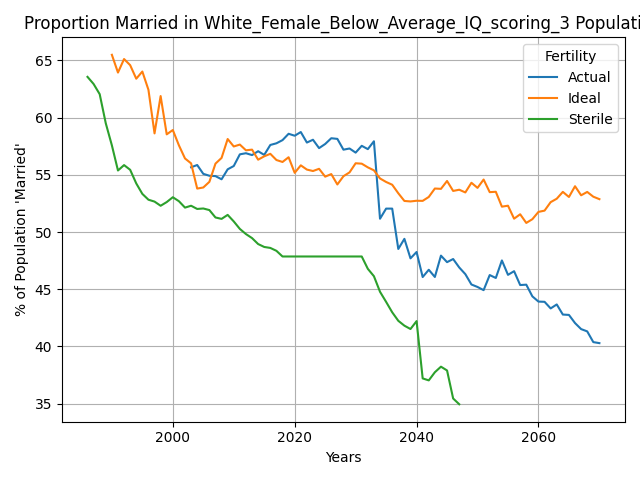 Proportion Married in White_Female_Below_Average_IQ_scoring_3 Populati
% of Population 'Married'
65
60
55
50
45
40
35
Fertility
Actual
Ideal
Sterile
2000 2020 2040 2060
Years